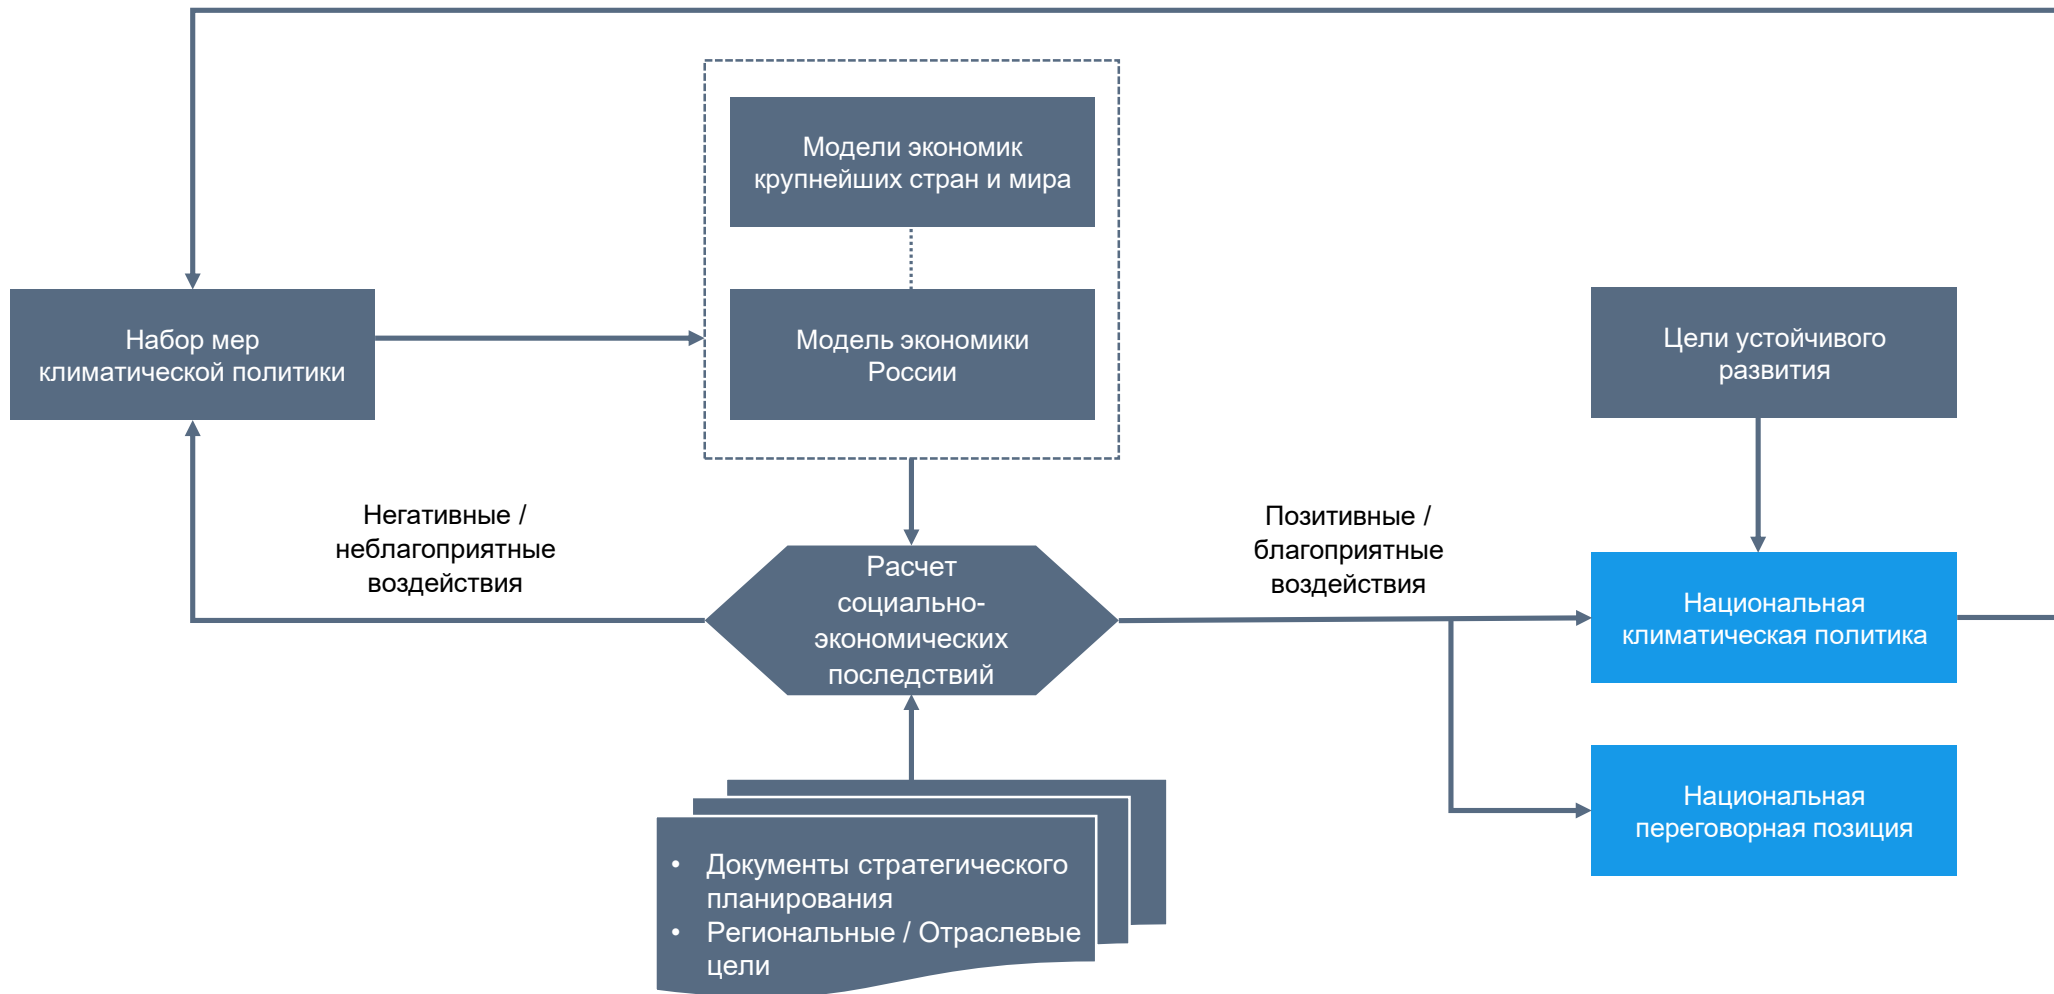 Модели экономик
крупнейших стран и мира
Набор мер
климатической политики
Модель экономики
России
Цели устойчивого
развития
Негативные /
неблагоприятные
воздействия
Позитивные /
благоприятные
воздействия
Расчет
социально-
экономических
последствий
Национальная
климатическая политика
Национальная
переговорная позиция
• Документы стратегического
планирования
• Региональные / Отраслевые
цели